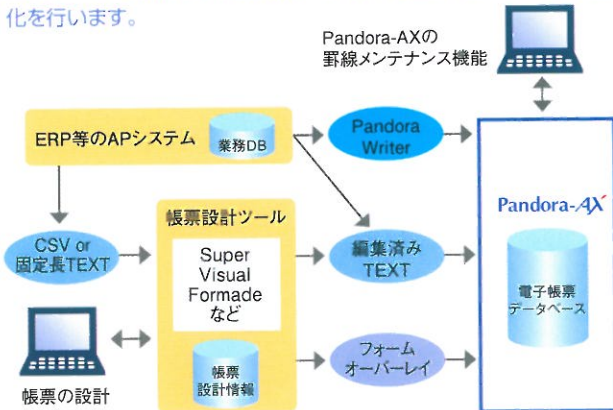 化を行います。
Pandora-AXの
罫線メンテナンス機能
ERP等のAPシステム
業務DB
Pandora
Writer
Pandora-AX
帳票設計ツール
CSV or
固定長TEXT
Super
Visual
Formade
など
編集済み
TEXT
電子帳票
データベース
フォーム
オーバーレイ
帳票
設計情報
帳票の設計